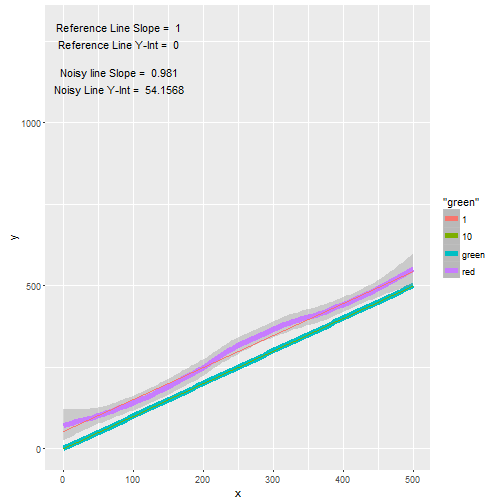 Reference Line Slope = 1
Reference Line Y-Int = 0
Noisy line Slope = 0.981
Noisy Line Y-Int = 54.1568
1000
500
0
y
0
100
200
300
400
500
x
"green"
1
10
green
red